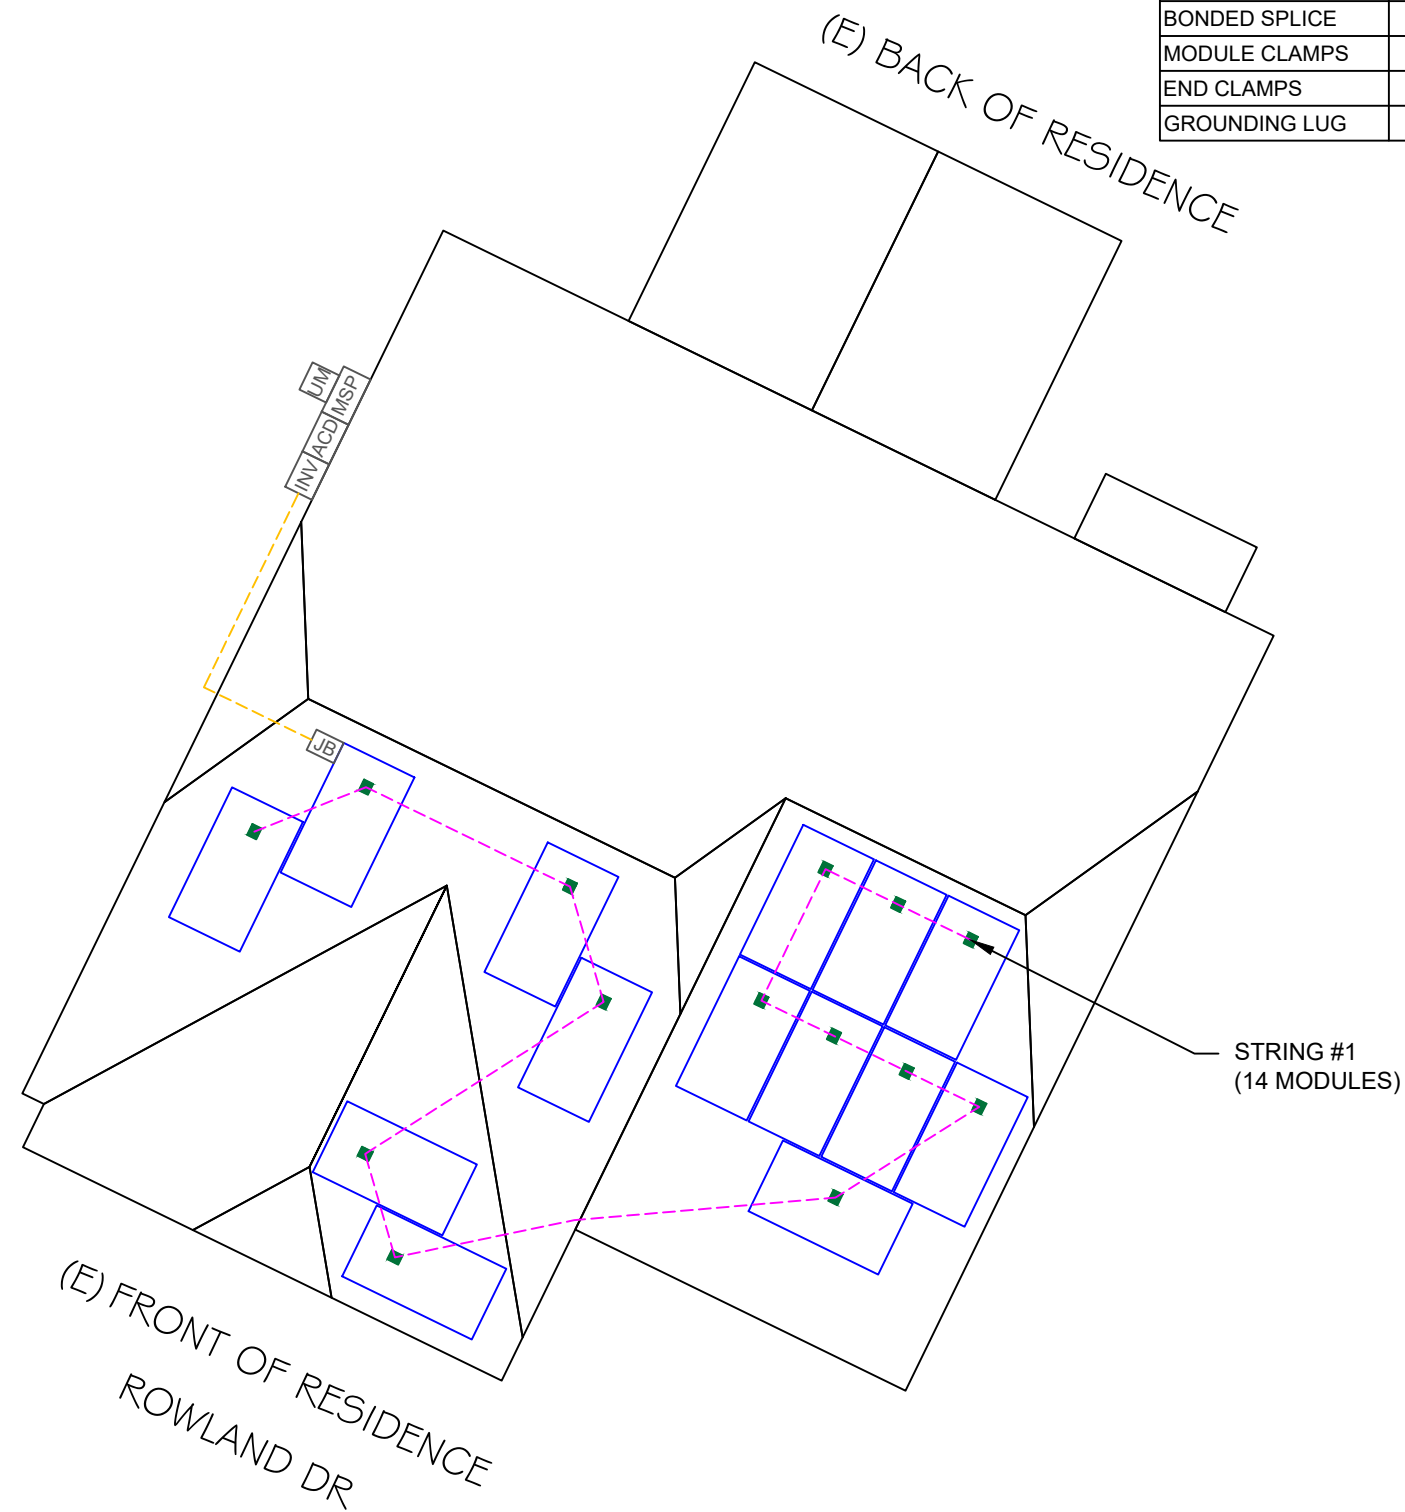 BONDED SPLICE
MODULE CLAMPS
END CLAMPS
GROUNDING LUG
(E) BACK OF RESIDENCE
UM
MSP
ACD
INV
JB
STRING #1
(14 MODULES)
(E) FRONT OF RESIDENCE
ROWLAND DR